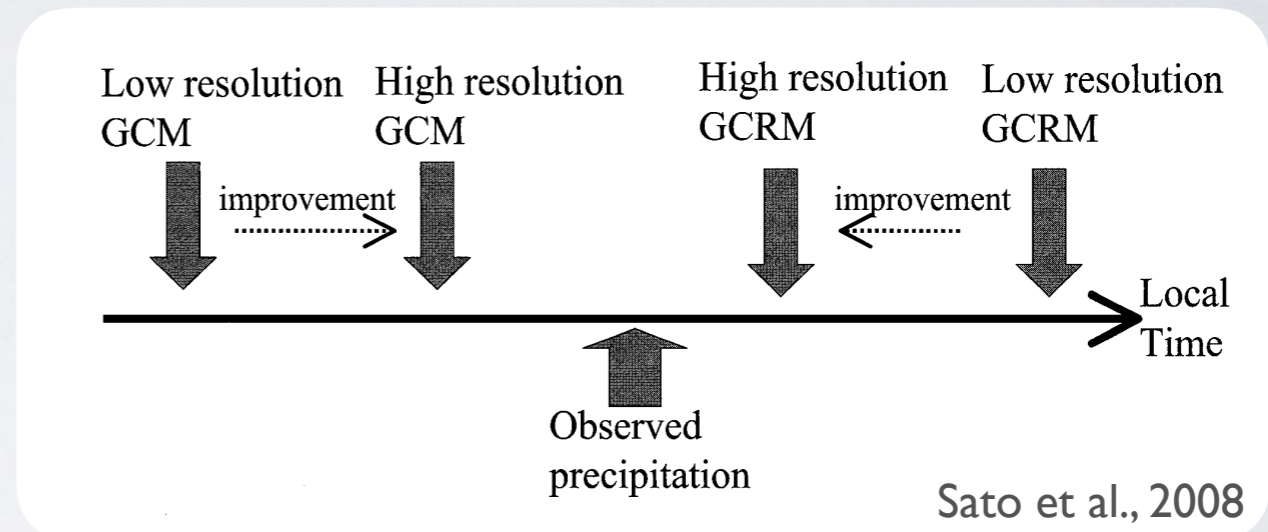 Low resolution
GCM
High resolution
GCM
High resolution
GCRM
Low resolution
GCRM
improvement
improvement
Local
Time
Observed
precipitation
Sato et al., 2008